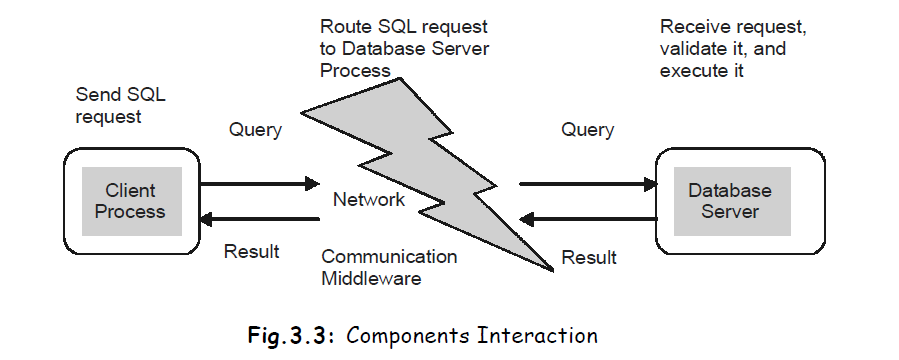 Route SQL request
to Database Server
Process
Receive request,
validate it, and
execute it
Send SQL
request
Query
Query
Client
Process
Network
Database
Server
Result
Communication
Middleware
Result
Fig.3.3: Components Interaction